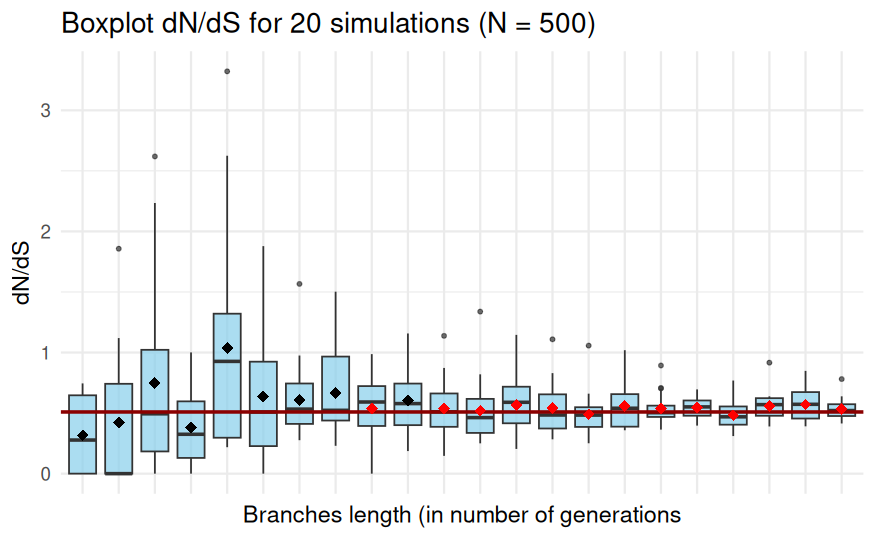 Boxplot dN/dS for 20 simulations (N = 500)
3
2
1
0
dN/dS
Branches length (in number of generations